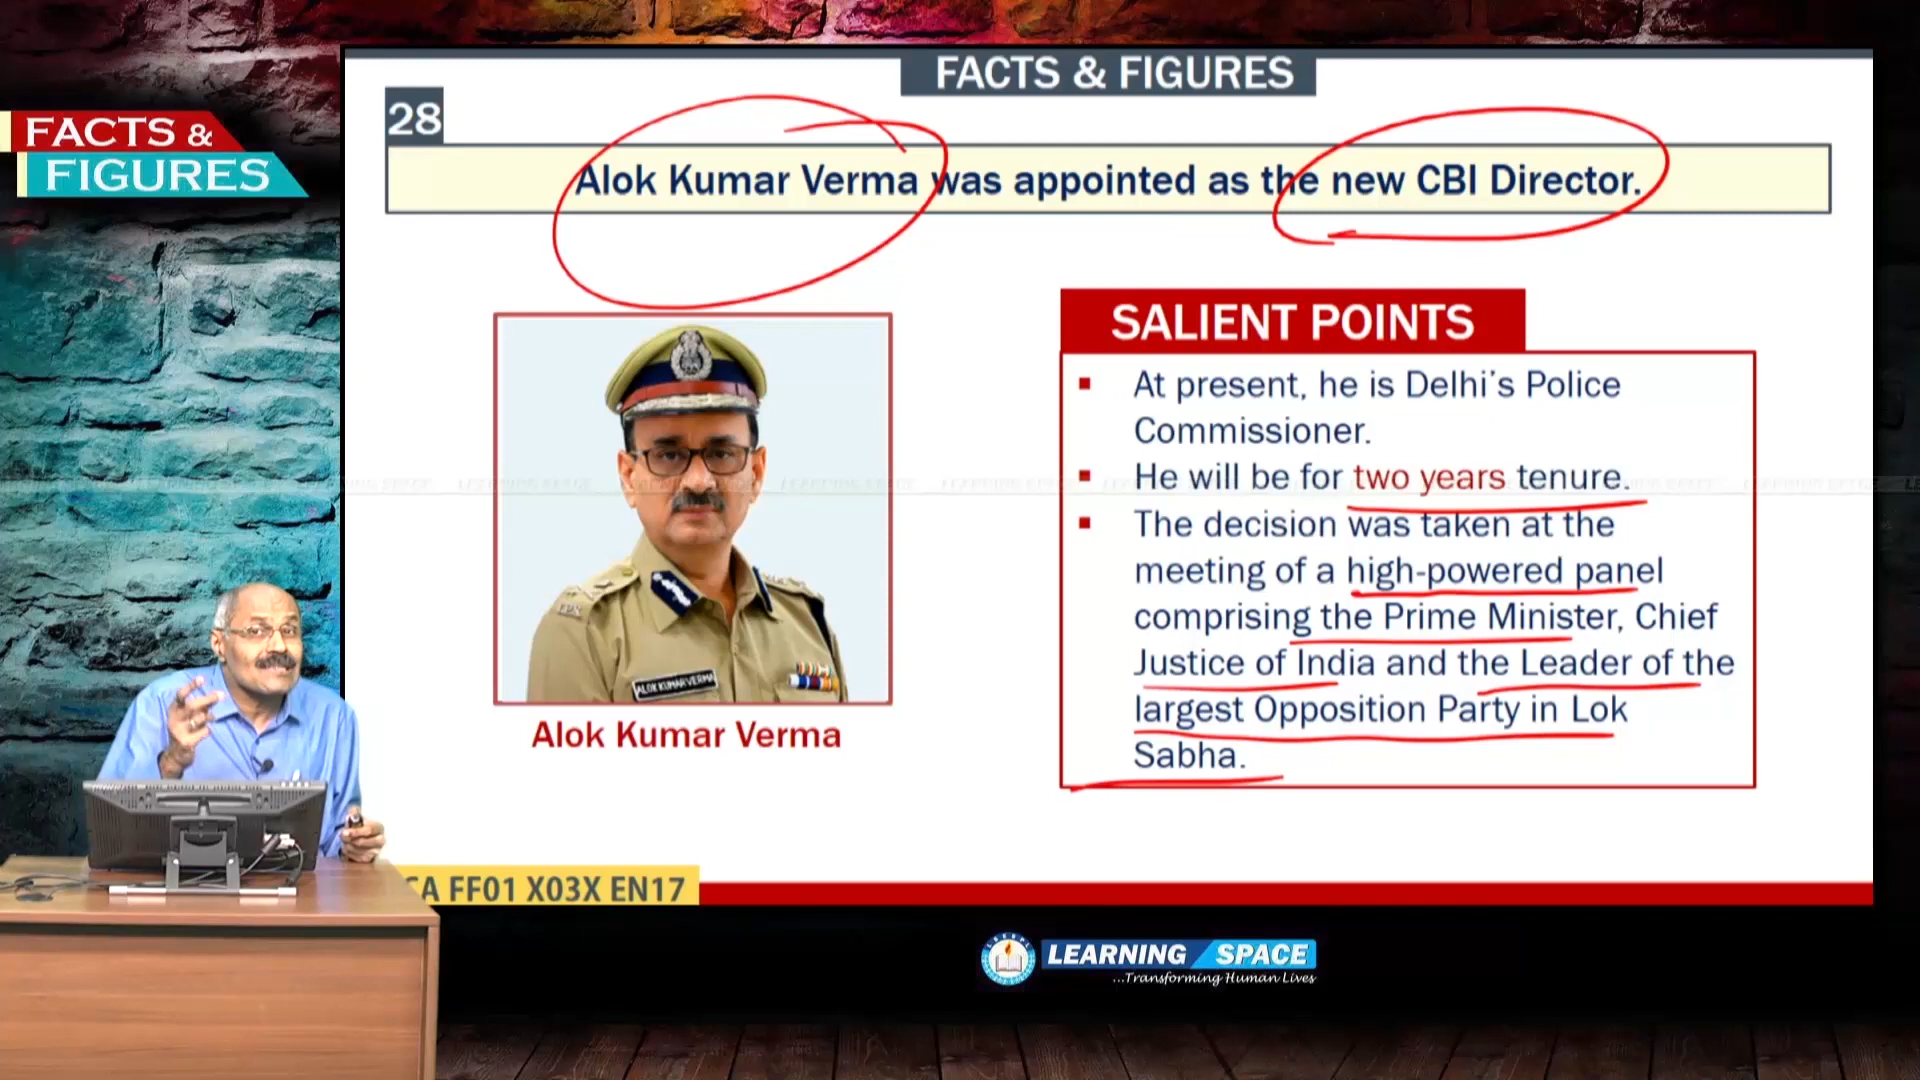 FACTS & FIGURES
28
FACTS &
FIGURES
Alok Kumar Verma was appointed as the new CBI Director.
SALIENT POINTS
At present, he is Delhi's Police
Commissioner.
He will be for two years tenure.
The decision was taken at the
meeting of a high-powered panel
comprising the Prime Minister, Chief
Justice of India and the Leader of the
largest Opposition Party in Lok
Sabha.
ALOK KUMAR VERMA
Alok Kumar Verma
CA FF01 X03X EN17
LEARNING SPACE
...Transforming Human Lives